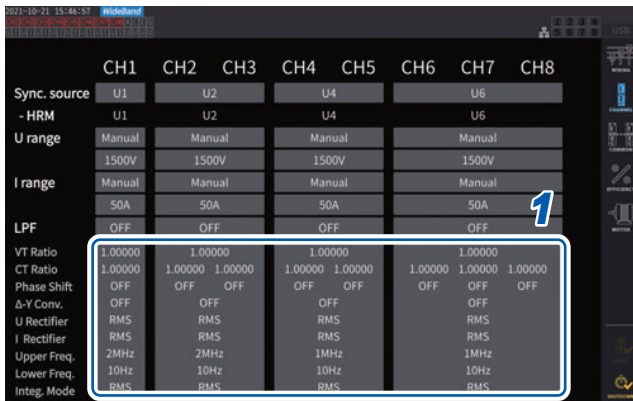 2021-10-21 15:46:57 WideBand
USB
CH1 CH2 CH3 CH4 CH5 CH6 CH7 CH8
Sync. source U1 U2 U4 U6
- HRM U1 U2 U4 U6
U range Manual Manual Manual Manual
1500V 1500V 1500V 1500V
I range Manual Manual Manual Manual
50A 50A 50A 50A
1
LPF OFF OFF OFF OFF
VT Ratio 1.00000 1.00000 1.00000 1.00000
CT Ratio 1.00000 1.00000 1.00000 1.00000 1.00000 1.00000 1.00000 1.00000
Phase Shift OFF OFF OFF OFF OFF OFF OFF OFF
Δ-Y Conv. OFF OFF OFF OFF
U Rectifier RMS RMS RMS RMS
I Rectifier RMS RMS RMS RMS
Upper Freq. 2MHz 2MHz 1MHz 1MHz
Lower Freq. 10Hz 10Hz 10Hz 10Hz
Integ. Mode RMS RMS RMS RMS
WIRING
CHANNEL
COMMON
EFFICIENCY
MOTOR